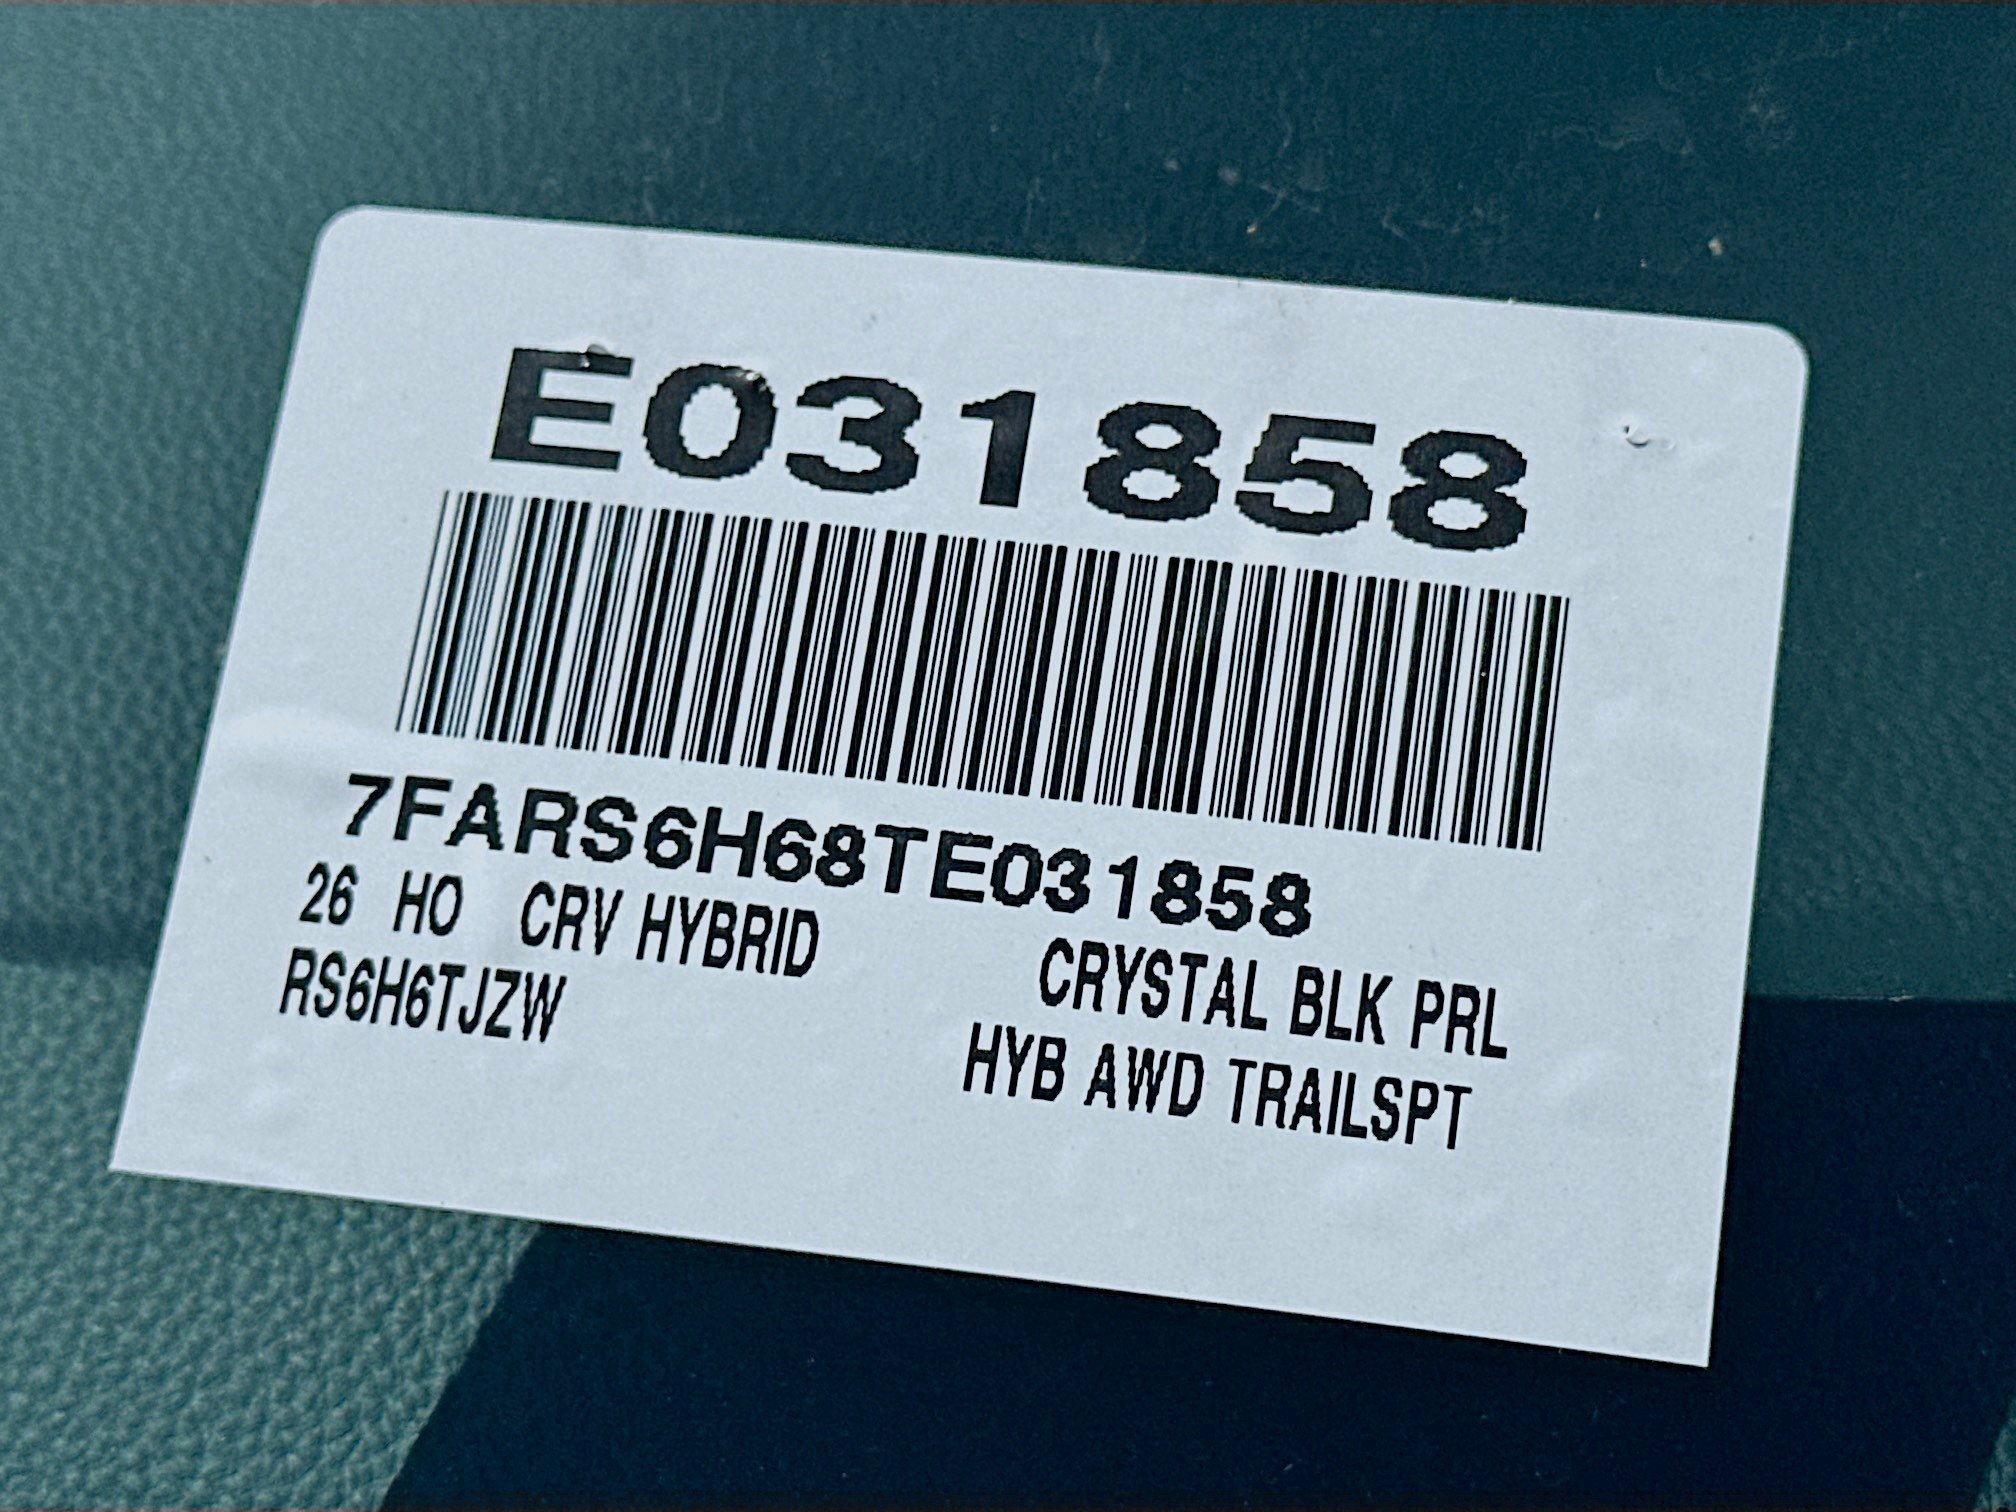 E031858
7FARS6H68TE031858
26 HO CRV HYBRID CRYSTAL BLK PRL
RS6H6TJZW HYB AWD TRAILSPT